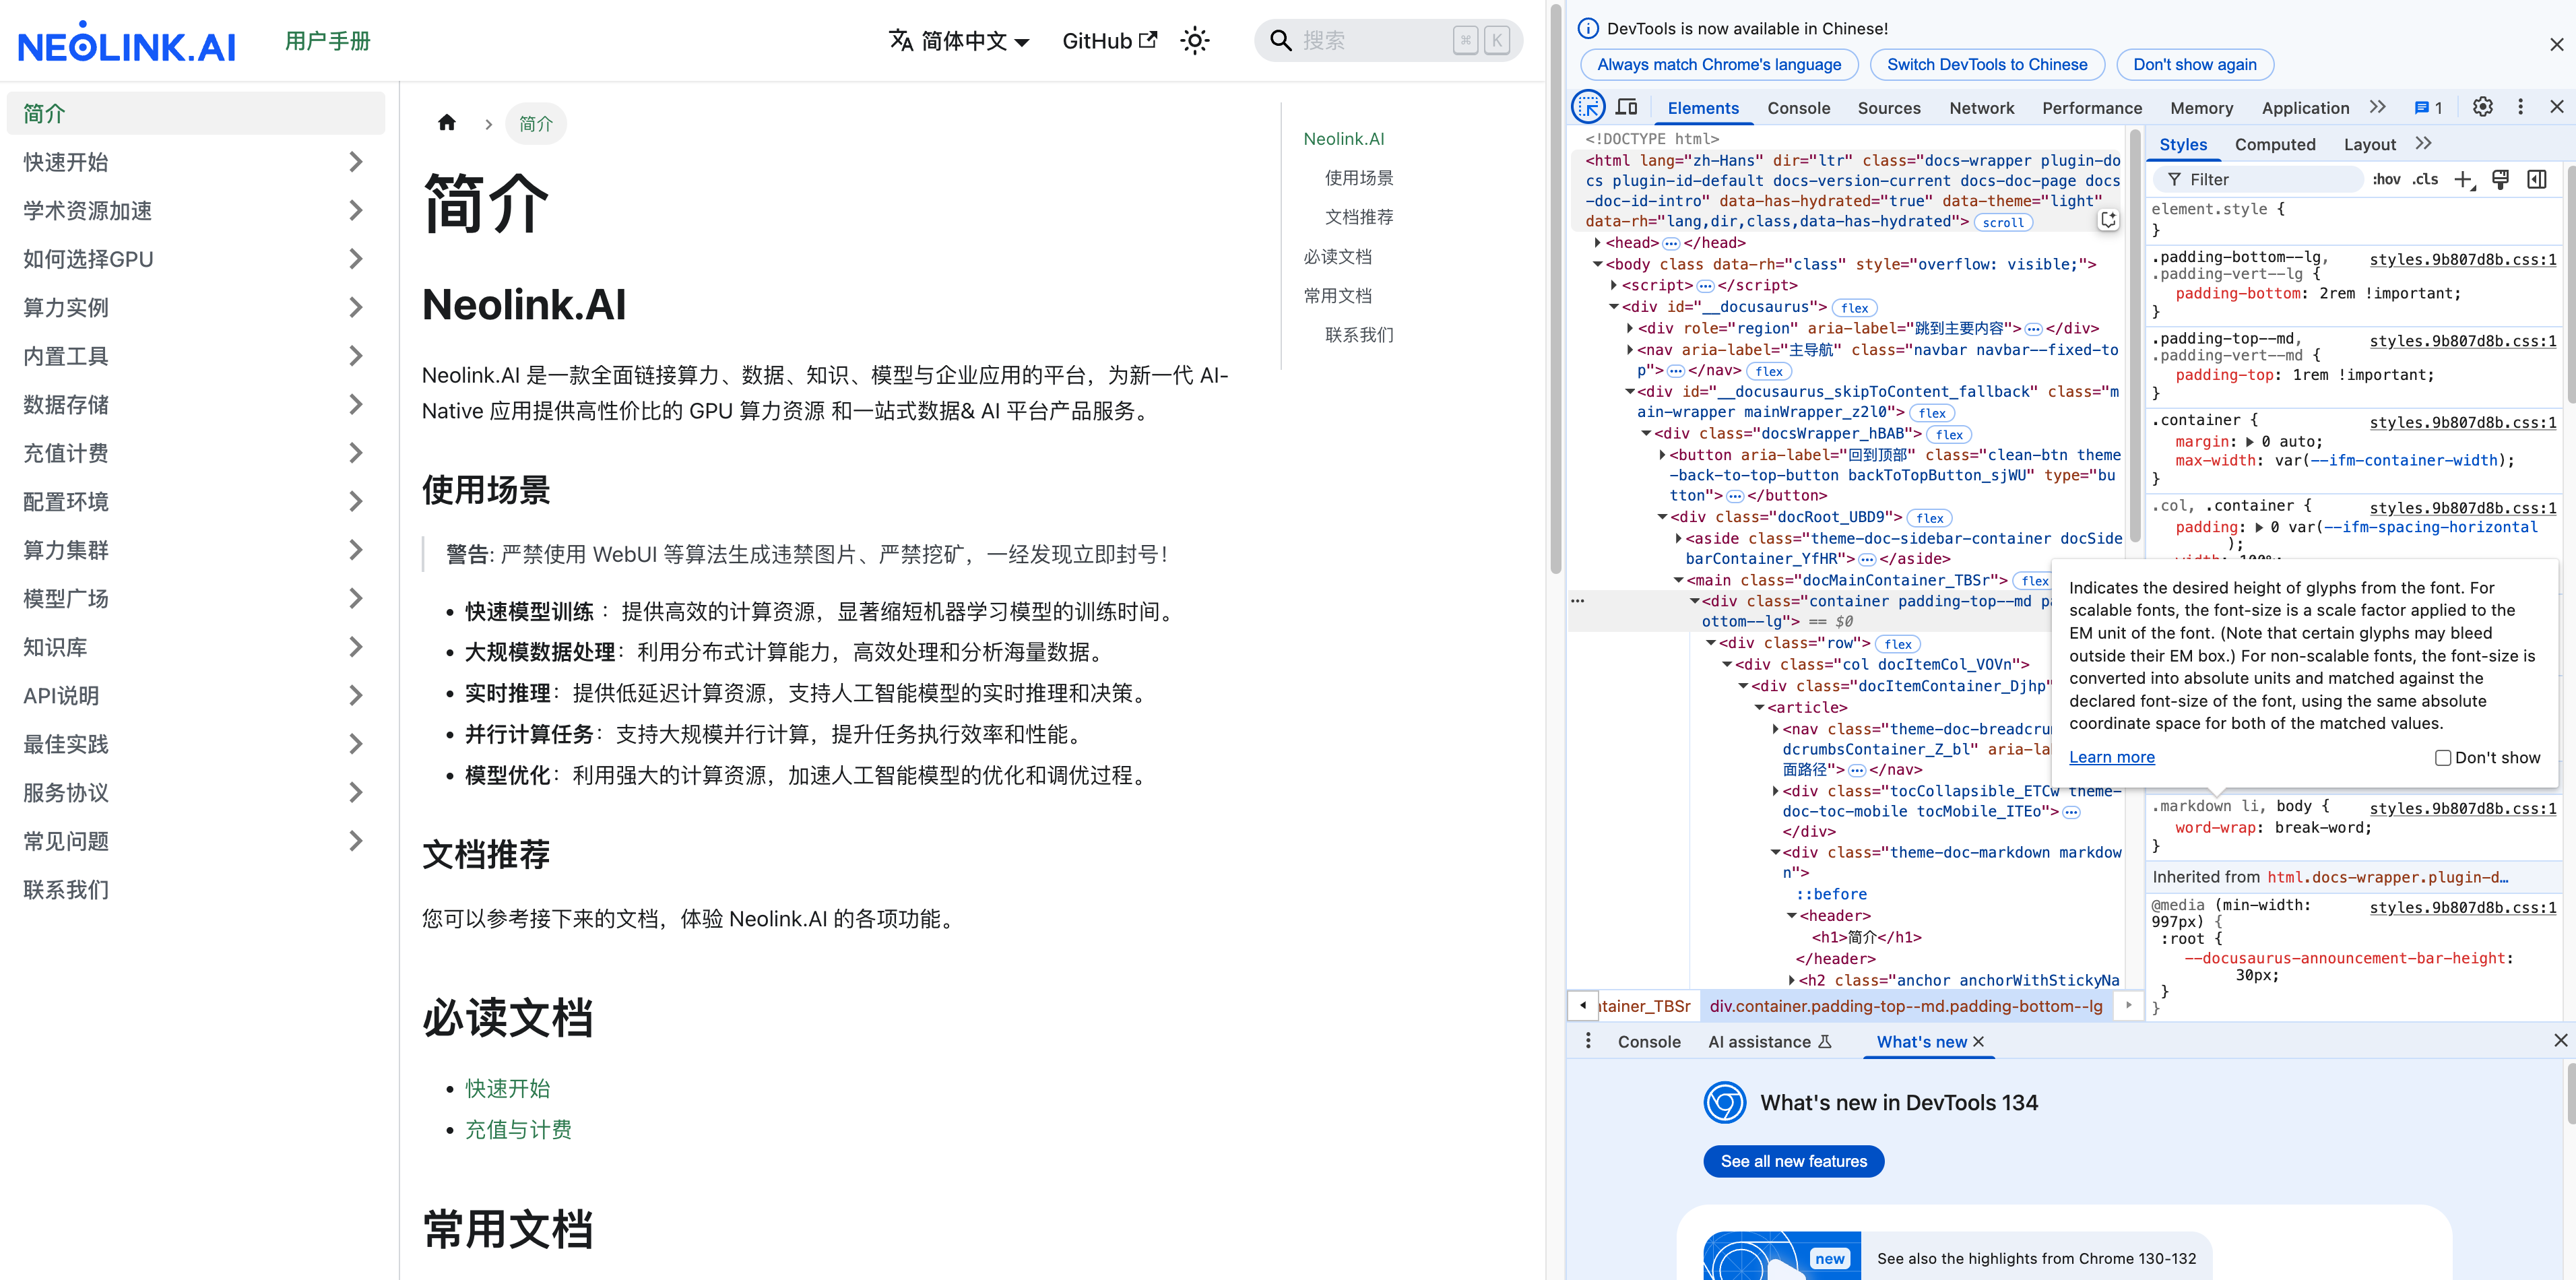 NEOLINK.AI
用户手册
简体中文
GitHub
搜索
⌘ K
简介
快速开始
学术资源加速
如何选择GPU
算力实例
内置工具
数据存储
充值计费
配置环境
算力集群
模型广场
知识库
API说明
最佳实践
服务协议
常见问题
联系我们
简介
简介
Neolink.AI
Neolink.AI 是一款全面链接算力、数据、知识、模型与企业应用的平台，为新一代 AI-
Native 应用提供高性价比的 GPU 算力资源 和一站式数据& AI 平台产品服务。
使用场景
警告: 严禁使用 WebUI 等算法生成违禁图片、严禁挖矿，一经发现立即封号！
• 快速模型训练 ：提供高效的计算资源，显著缩短机器学习模型的训练时间。
• 大规模数据处理：利用分布式计算能力，高效处理和分析海量数据。
• 实时推理：提供低延迟计算资源，支持人工智能模型的实时推理和决策。
• 并行计算任务：支持大规模并行计算，提升任务执行效率和性能。
• 模型优化：利用强大的计算资源，加速人工智能模型的优化和调优过程。
文档推荐
您可以参考接下来的文档，体验 Neolink.AI 的各项功能。
必读文档
• 快速开始
• 充值与计费
常用文档
Neolink.AI
使用场景
文档推荐
必读文档
常用文档
联系我们
DevTools is now available in Chinese!
Always match Chrome's language
Switch DevTools to Chinese
Don't show again
Elements
Console
Sources
Network
Performance
Memory
Application
1
<!DOCTYPE html>
<html lang="zh-Hans" dir="ltr" class="docs-wrapper plugin-do
cs plugin-id-default docs-version-current docs-doc-page docs
-doc-id-intro" data-has-hydrated="true" data-theme="light"
data-rh="lang,dir,class,data-has-hydrated"> scroll
<head> ··· </head>
<body class data-rh="class" style="overflow: visible;">
<script> ··· </script>
<div id="__docusaurus"> flex
<div role="region" aria-label="跳到主要内容"> ··· </div>
<nav aria-label="主导航" class="navbar navbar--fixed-to
p"> ··· </nav> flex
<div id="__docusaurus_skipToContent_fallback" class="m
ain-wrapper mainWrapper_z2l0"> flex
<div class="docsWrapper_hBAB"> flex
<button aria-label="回到顶部" class="clean-btn theme
-back-to-top-button backToTopButton_sjWU" type="bu
tton"> ··· </button>
<div class="docRoot_UBD9"> flex
<aside class="theme-doc-sidebar-container docSide
barContainer_YfHR"> ··· </aside>
<main class="docMainContainer_TBSr"> flex
<div class="container padding-top--md pa
ottom--lg"> == $0
<div class="row"> flex
<div class="col docItemCol_VOVn">
<div class="docItemContainer_Djhp"
<article>
<nav class="theme-doc-breadcru
dcrumbsContainer_Z_bl" aria-la
面路径"> ··· </nav>
<div class="tocCollapsible_ETCw theme-
doc-toc-mobile tocMobile_ITEo"> ···
</div>
<div class="theme-doc-markdown markdow
n">
::before
<header>
<h1>简介</h1>
</header>
<h2 class="anchor anchorWithStickyNa
ntainer_TBSr
div.container.padding-top--md.padding-bottom--lg
Styles
Computed
Layout
Filter
:hov .cls
element.style {
}
.padding-bottom--lg, styles.9b807d8b.css:1
.padding-vert--lg {
padding-bottom: 2rem !important;
}
.padding-top--md, styles.9b807d8b.css:1
.padding-vert--md {
padding-top: 1rem !important;
}
.container { styles.9b807d8b.css:1
margin: 0 auto;
max-width: var(--ifm-container-width);
}
.col, .container { styles.9b807d8b.css:1
padding: 0 var(--ifm-spacing-horizontal
);
Indicates the desired height of glyphs from the font. For
scalable fonts, the font-size is a scale factor applied to the
EM unit of the font. (Note that certain glyphs may bleed
outside their EM box.) For non-scalable fonts, the font-size is
converted into absolute units and matched against the
declared font-size of the font, using the same absolute
coordinate space for both of the matched values.
Learn more
Don't show
.markdown li, body { styles.9b807d8b.css:1
word-wrap: break-word;
}
Inherited from html.docs-wrapper.plugin-d…
@media (min-width: styles.9b807d8b.css:1
997px) {
:root {
--docusaurus-announcement-bar-height:
30px;
}
}
Console
AI assistance
What's new
What's new in DevTools 134
See all new features
new
See also the highlights from Chrome 130-132